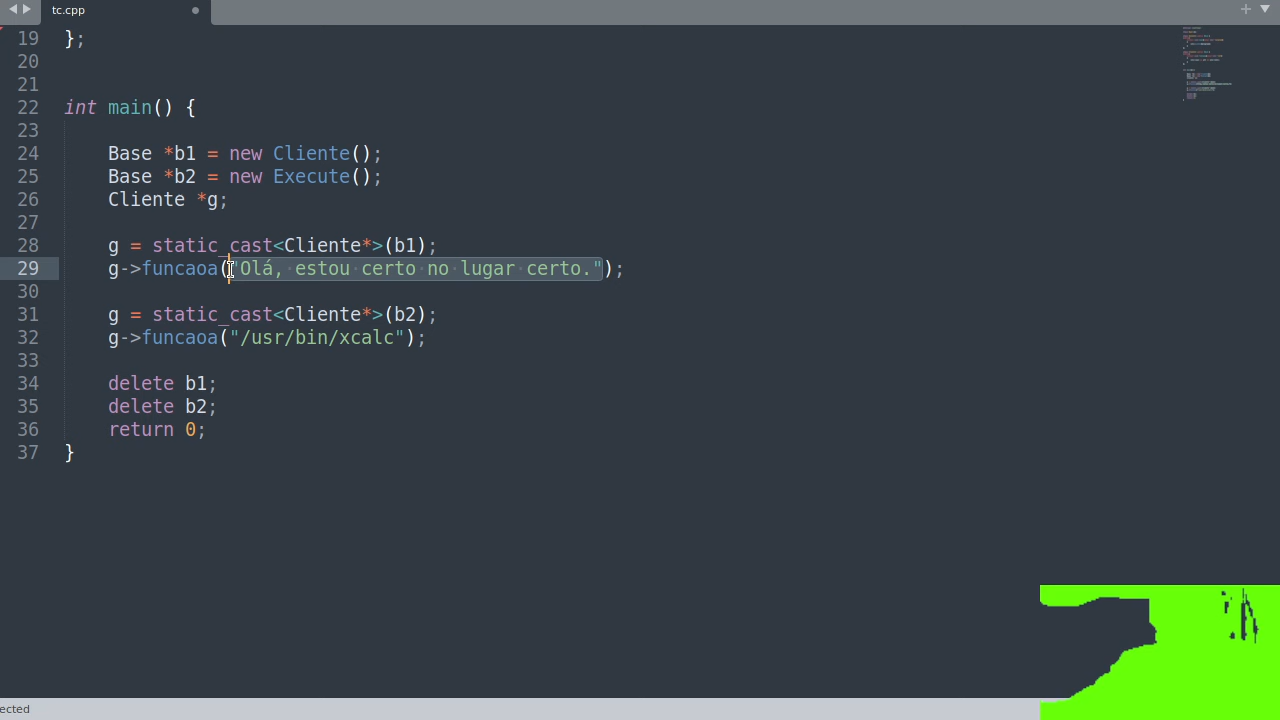 tc.cpp
19 };
20
21
22 int main() {
23
24 Base *b1 = new Cliente();
25 Base *b2 = new Execute();
26 Cliente *g;
27
28 g = static_cast<Cliente*>(b1);
29 g->funcaoa("Olá, estou certo no lugar certo.");
30
31 g = static_cast<Cliente*>(b2);
32 g->funcaoa("/usr/bin/xcalc");
33
34 delete b1;
35 delete b2;
36 return 0;
37 }
ected